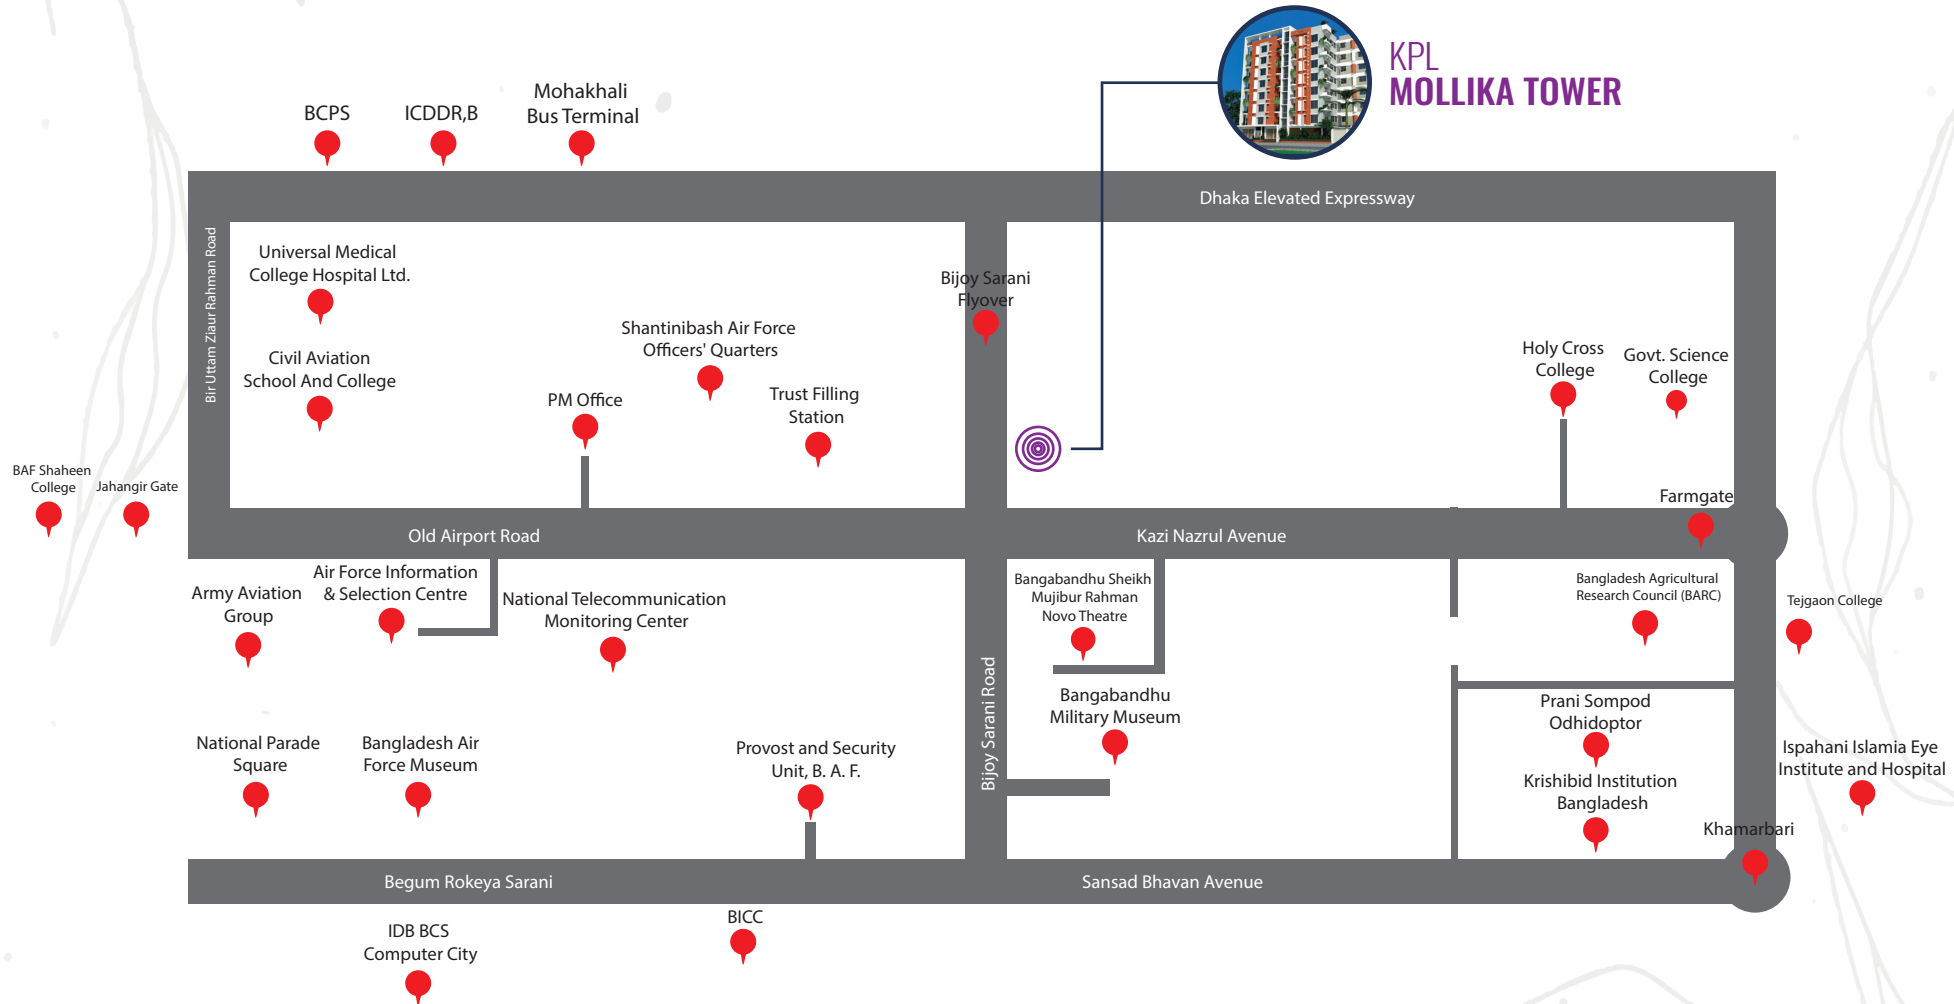 KPL
MOLLIKA TOWER
BCPS
ICDDR,B
Mohakhali
Bus Terminal
Dhaka Elevated Expressway
Bir Uttam Ziaur Rahman Road
Universal Medical
College Hospital Ltd.
Bijoy Sarani
Flyover
Shantinibash Air Force
Officers' Quarters
Civil Aviation
School And College
PM Office
Trust Filling
Station
Holy Cross
College
Govt. Science
College
BAF Shaheen
College
Jahangir Gate
Farmgate
Old Airport Road
Kazi Nazrul Avenue
Army Aviation
Group
Air Force Information
& Selection Centre
National Telecommunication
Monitoring Center
Bangabandhu Sheikh
Mujibur Rahman
Novo Theatre
Bangladesh Agricultural
Research Council (BARC)
Tejgaon College
Bijoy Sarani Road
Bangabandhu
Military Museum
Prani Sompod
Odhidoptor
National Parade
Square
Bangladesh Air
Force Museum
Provost and Security
Unit, B. A. F.
Krishibid Institution
Bangladesh
Ispahani Islamia Eye
Institute and Hospital
Khamarbari
Begum Rokeya Sarani
Sansad Bhavan Avenue
IDB BCS
Computer City
BICC